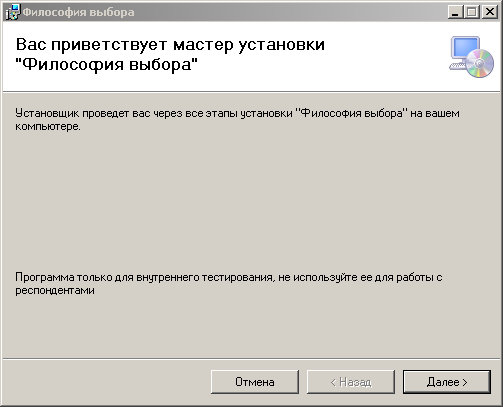 Философия выбора
Вас приветствует мастер установки
"Философия выбора"
Установщик проведет вас через все этапы установки "Философия выбора" на вашем
компьютере.
Программа только для внутреннего тестирования, не используйте ее для работы с
респондентами
Отмена
< Назад
Далее >